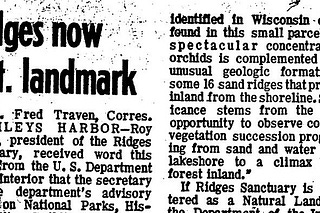 dges now
t. landmark
. Fred Traven, Corres.
ILEYS HARBOR—Roy
, president of the Ridges
ary, received word this
from the U. S. Department
Interior that the secretary
e department's advisory
on National Parks, His-
identified in Wisconsin
found in this small parce
spectacular concentra
orchids is complemented
unusual geologic format
some 16 sand ridges that pr
inland from the shoreline.
icance stems from the
opportunity to observe co
vegetation succession prog
ing from sand and water
lakeshore to a climax
forest inland."
If Ridges Sanctuary is
tered as a Natural Land
the Department of the